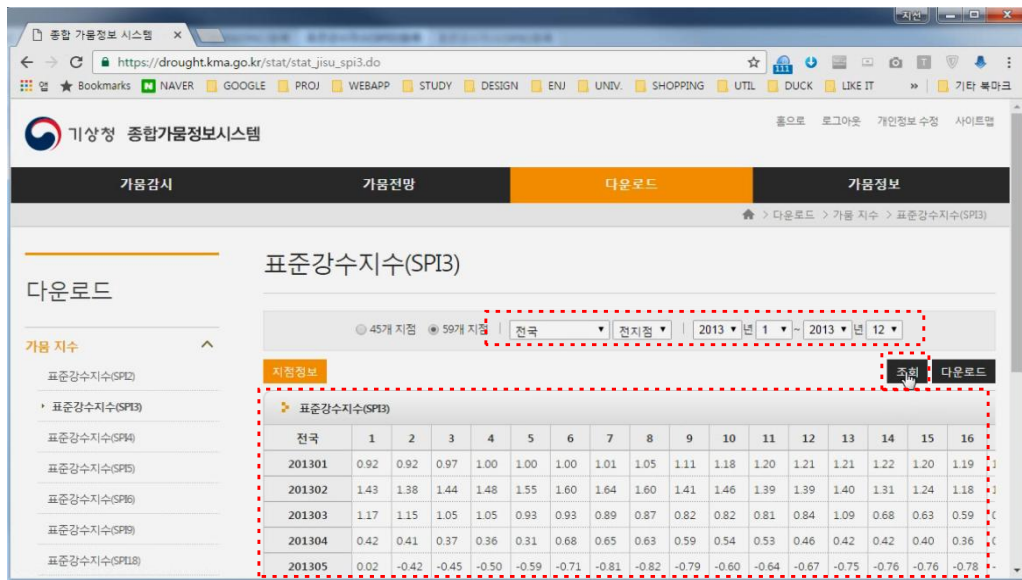 지선
종합 가뭄정보 시스템
https://drought.kma.go.kr/stat/stat_jisu_spi3.do
앱 Bookmarks NAVER GOOGLE PROJ WEBAPP STUDY DESIGN ENJ UNIV. SHOPPING UTIL DUCK LIKE IT » 기타 북마크
홈으로 로그아웃 개인정보 수정 사이트맵
기상청 종합가뭄정보시스템
가뭄감시 가뭄전망 다운로드 가뭄정보
> 다운로드 > 가뭄 지수 > 표준강수지수(SPI3)
다운로드
가뭄 지수
표준강수지수(SPI2)
표준강수지수(SPI3)
표준강수지수(SPI4)
표준강수지수(SPI5)
표준강수지수(SPI6)
표준강수지수(SPI9)
표준강수지수(SPI18)
표준강수지수(SPI3)
45개 지점 59개 지점 전국 전지점 2013 년 1 ~ 2013 년 12
지점정보 조회 다운로드
표준강수지수(SPI3)
전국 1 2 3 4 5 6 7 8 9 10 11 12 13 14 15 16
201301 0.92 0.92 0.97 1.00 1.00 1.00 1.01 1.05 1.11 1.18 1.20 1.21 1.21 1.22 1.20 1.19
201302 1.43 1.38 1.44 1.48 1.55 1.60 1.64 1.60 1.41 1.46 1.39 1.39 1.40 1.31 1.24 1.18
201303 1.17 1.15 1.05 1.05 0.93 0.93 0.89 0.87 0.82 0.82 0.81 0.84 1.09 0.68 0.63 0.59
201304 0.42 0.41 0.37 0.36 0.31 0.68 0.65 0.63 0.59 0.54 0.53 0.46 0.42 0.42 0.40 0.36
201305 0.02 -0.42 -0.45 -0.50 -0.59 -0.71 -0.81 -0.82 -0.79 -0.60 -0.64 -0.67 -0.75 -0.76 -0.76 -0.78